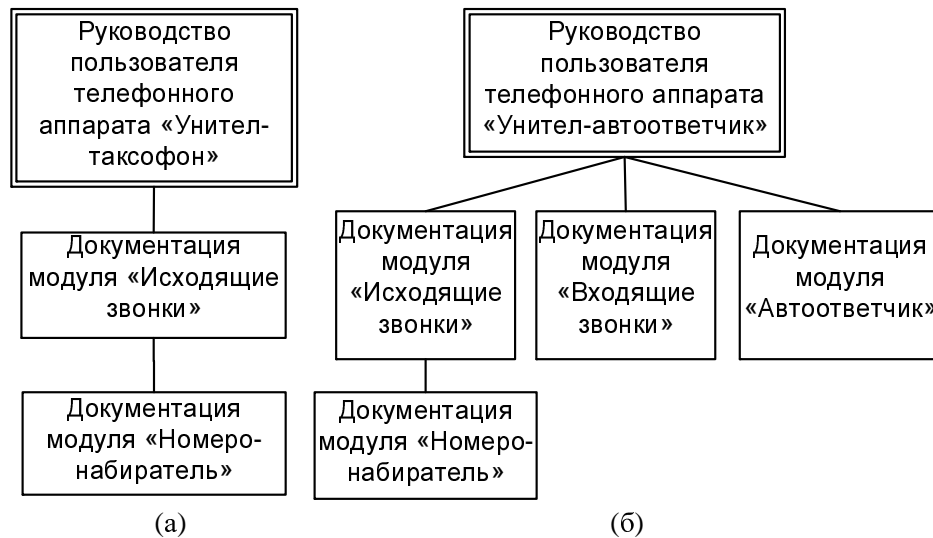 Руководство
пользователя
телефонного
аппарата «Унител-
таксофон»
Документация
модуля «Исходящие
звонки»
Документация
модуля «Номеро-
набиратель»
(а)
Руководство
пользователя
телефонного аппарата
«Унител-автоответчик»
Документация
модуля
«Исходящие
звонки»
Документация
модуля
«Входящие
звонки»
Документация
модуля
«Автоответчик»
Документация
модуля «Номеро-
набиратель»
(б)